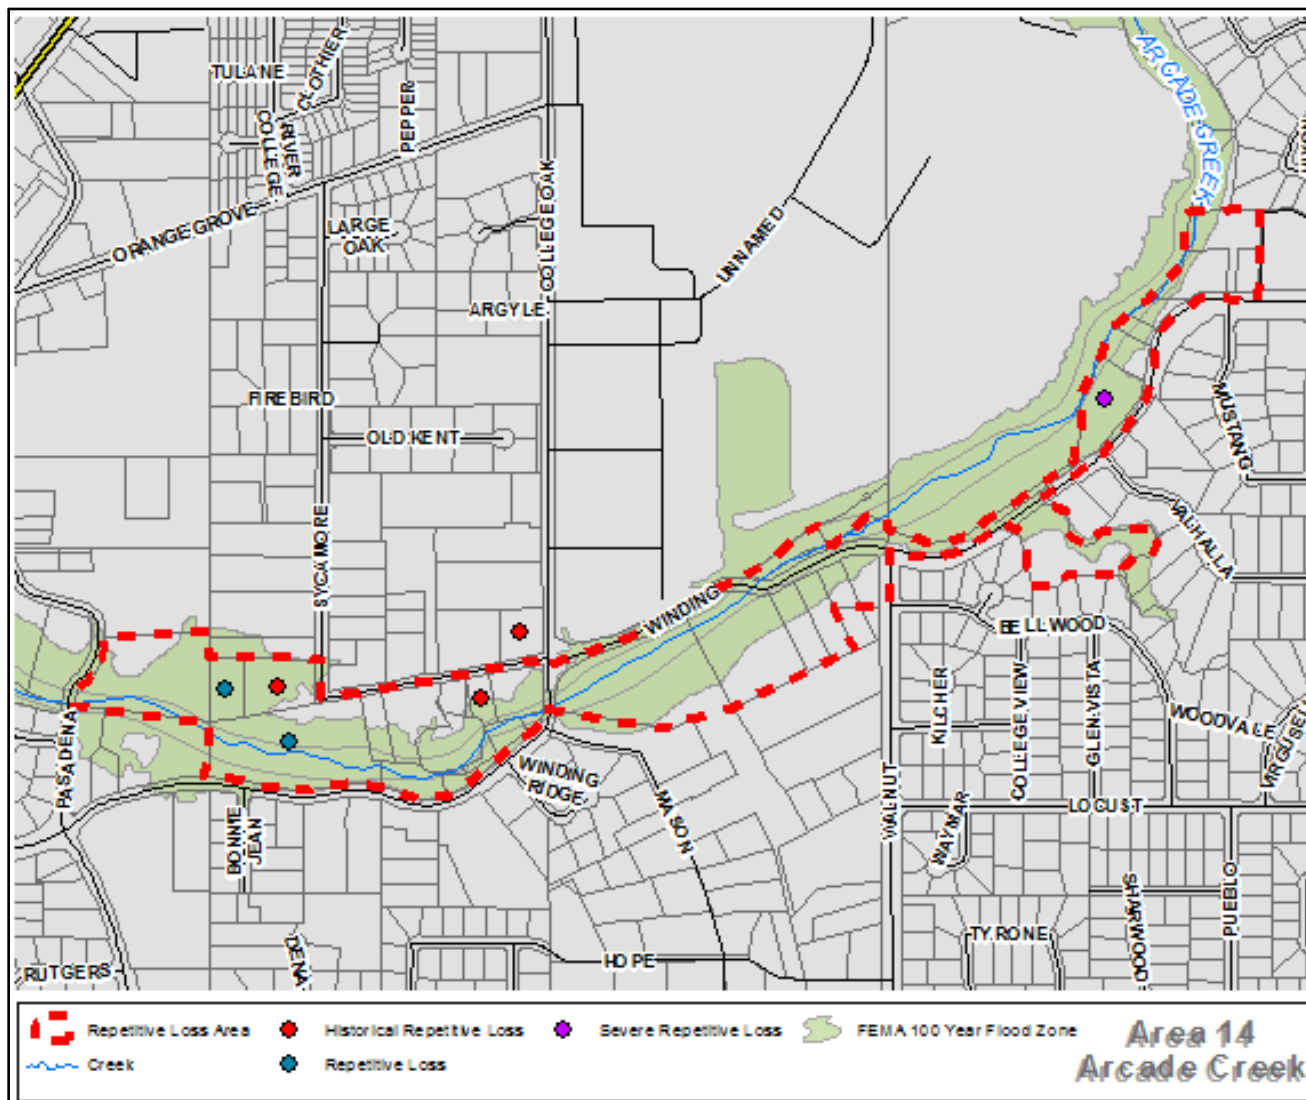 TULANE
CLOTHIER
PEPPER
RIVER
COLLEGE
ORANGE GROVE
LARGE
OAK
COLLEGE OAK
ARGYLE
UNNAMED
ARCADE CREEK
FIREBIRD
OLD KENT
MUSTANG
SYCAMORE
VALHALLA
WINDING
BELLWOOD
PASADENA
KILCHER
COLLEGE VIEW
GLEN VISTA
WOODVALE
WINDING
RIDGE
BONNIE
JEAN
MASON
WALNUT
WAYMAR
LOCUST
SHARWOOD
PUEBLO
TYRONE
DENA
HOPE
RUTGERS
Repetitive Loss Area
Historical Repetitive Loss
Severe Repetitive Loss
FEMA 100 Year Flood Zone
Area 14
Creek
Repetitive Loss
Arcade Creek